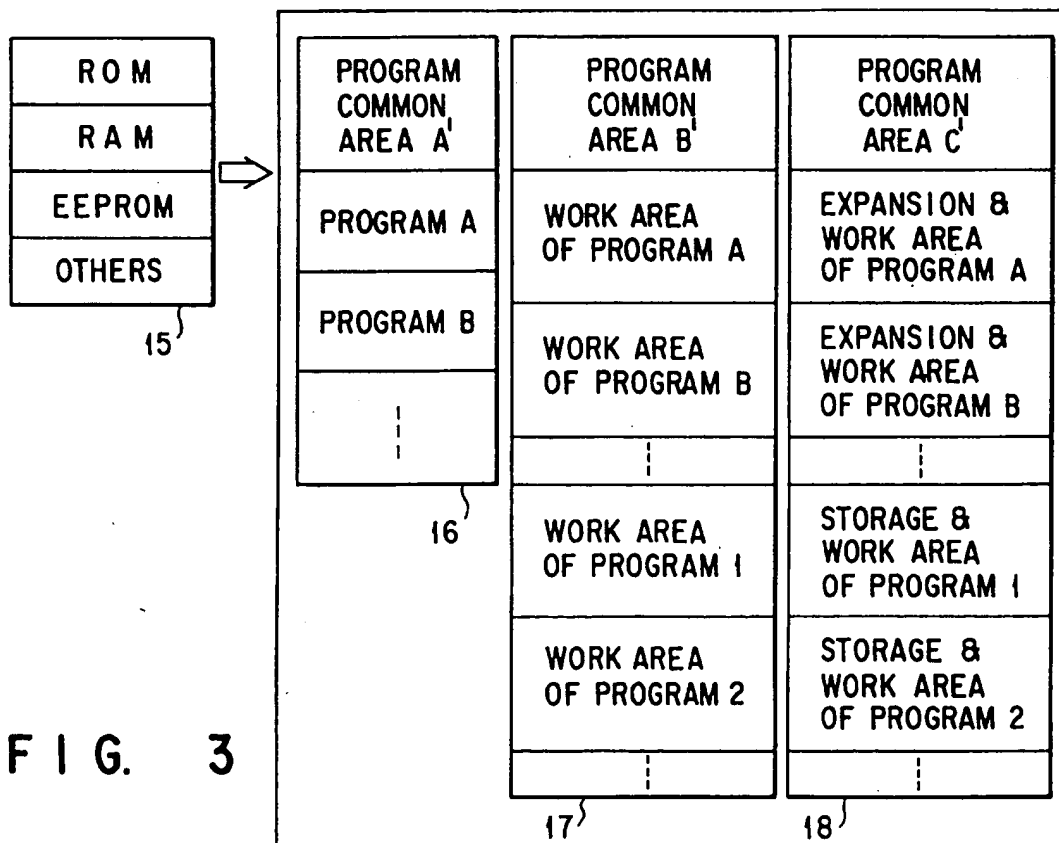 ROM
RAM
EEPROM
OTHERS
15
PROGRAM
COMMON
AREA A'
PROGRAM A
PROGRAM B
16
PROGRAM
COMMON
AREA B'
WORK AREA
OF PROGRAM A
WORK AREA
OF PROGRAM B
WORK AREA
OF PROGRAM 1
WORK AREA
OF PROGRAM 2
17
PROGRAM
COMMON
AREA C'
EXPANSION &
WORK AREA
OF PROGRAM A
EXPANSION &
WORK AREA
OF PROGRAM B
STORAGE &
WORK AREA
OF PROGRAM 1
STORAGE &
WORK AREA
OF PROGRAM 2
18
FIG. 3